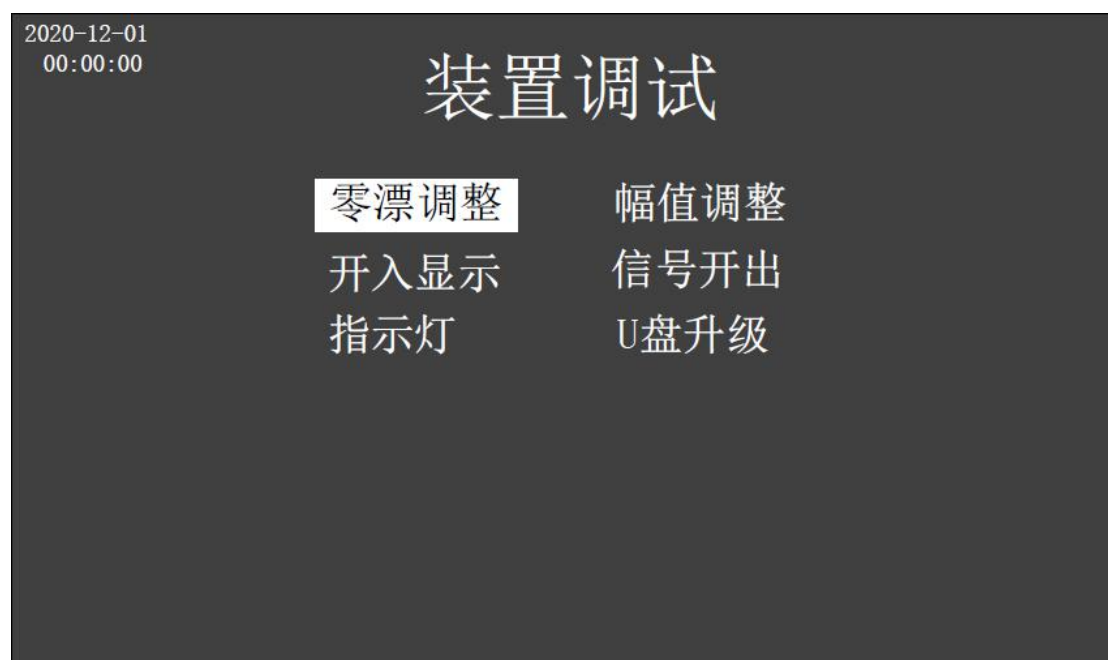 2020-12-01
00:00:00
装置调试
零漂调整 幅值调整
开入显示 信号开出
指示灯 U盘升级